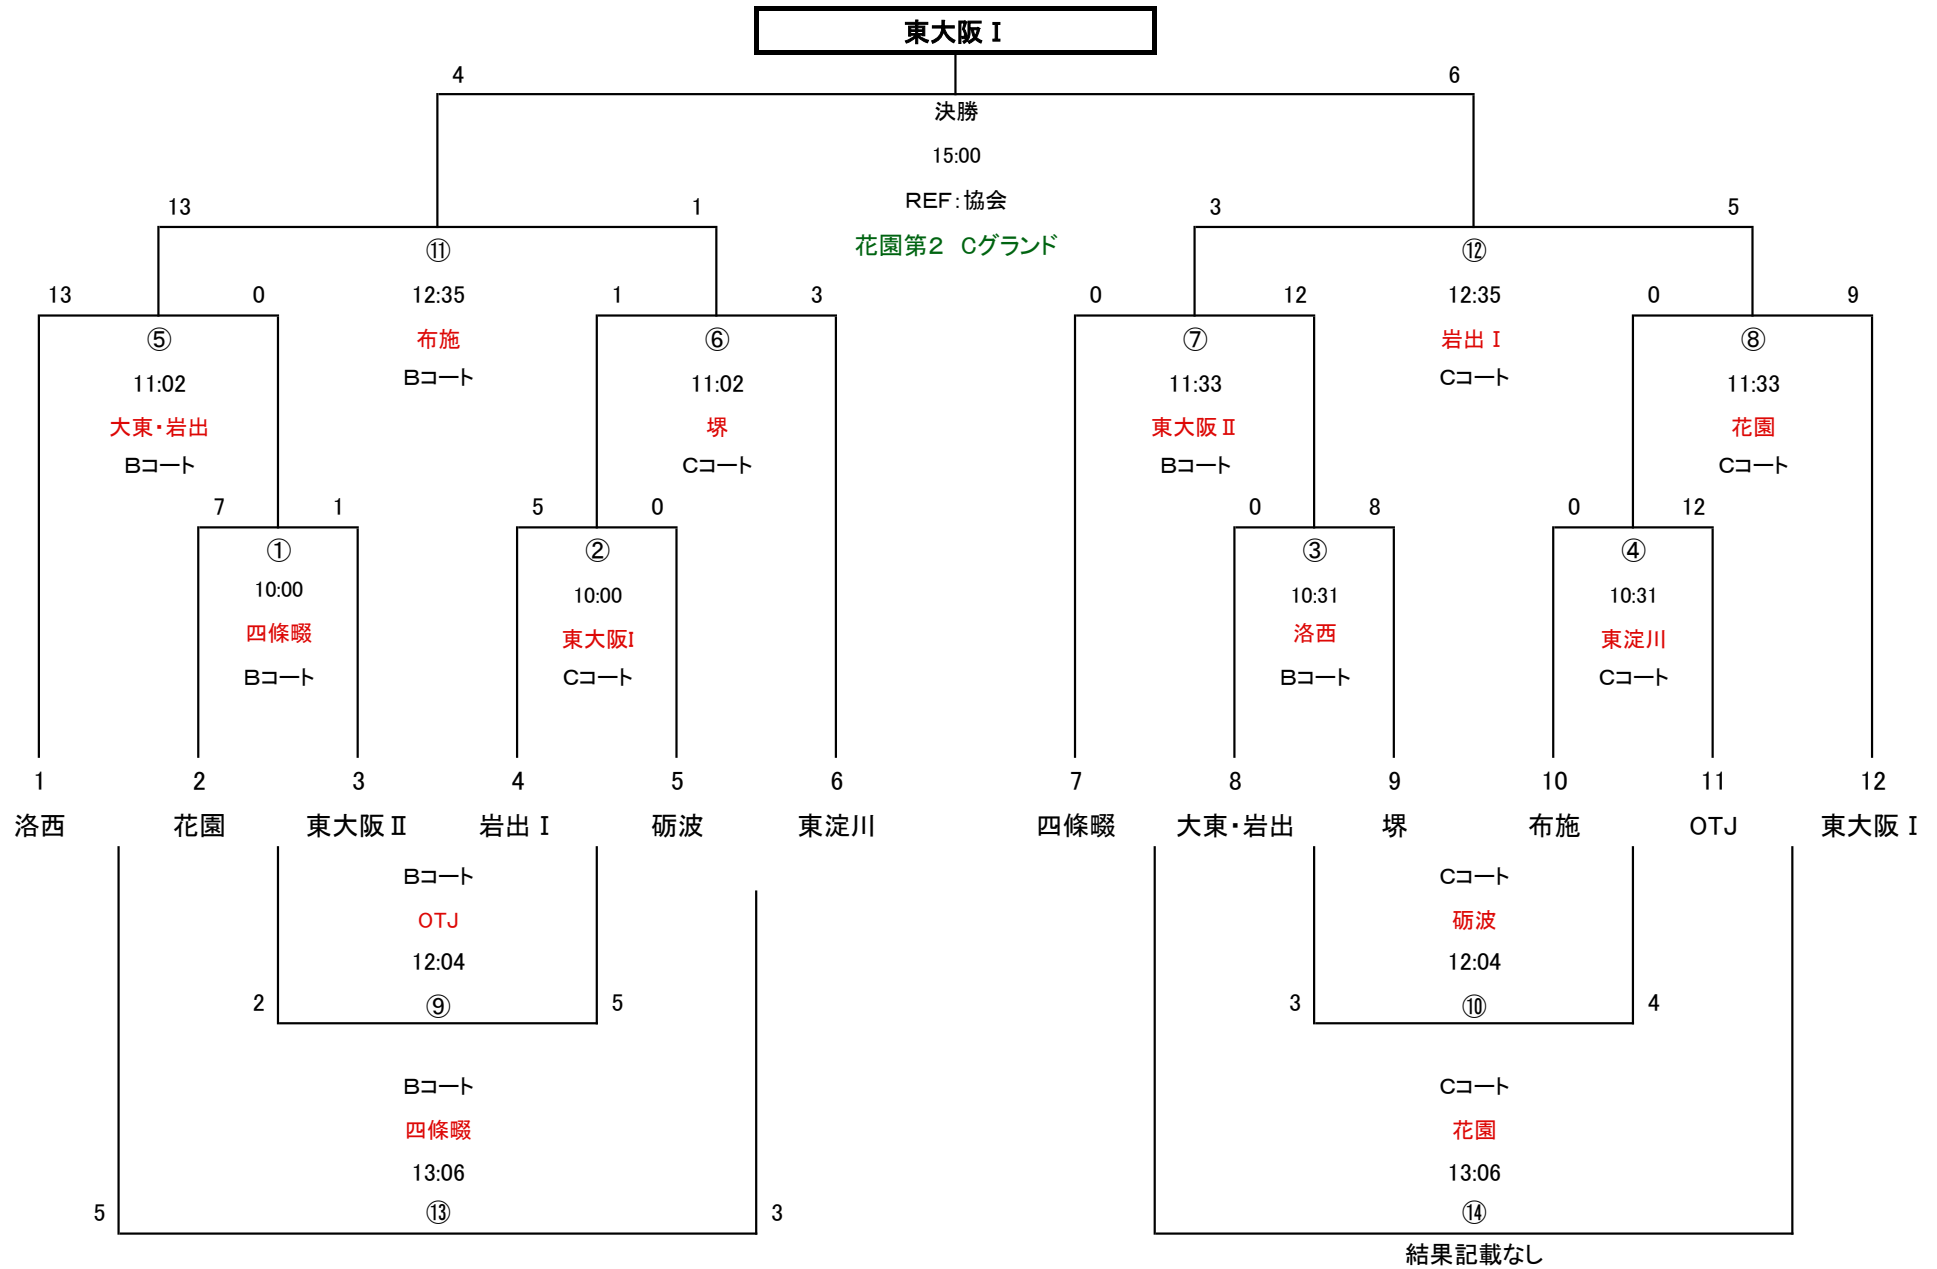 東大阪Ⅰ
4 6
決勝
15:00
REF:協会
13 1 3 5
花園第2 Cグランド
⑪ ⑫
13 0 12:35 1 3 0 12 12:35 0 9
⑤ 布施 ⑥ ⑦ 岩出Ⅰ ⑧
Bコート Cコート
11:02 11:02 11:33 11:33
大東・岩出 堺 東大阪Ⅱ 花園
Bコート Cコート Bコート Cコート
7 1 5 0 0 8 0 12
① ② ③ ④
10:00 10:00 10:31 10:31
四條畷 東大阪I 洛西 東淀川
Bコート Cコート Bコート Cコート
1 2 3 4 5 6 7 8 9 10 11 12
洛西 花園 東大阪Ⅱ 岩出Ⅰ 砺波 東淀川 四條畷 大東・岩出 堺 布施 OTJ 東大阪Ⅰ
Bコート Cコート
OTJ 砺波
12:04 12:04
2 ⑨ 5 3 ⑩ 4
Bコート Cコート
四條畷 花園
13:06 13:06
5 ⑬ 3 ⑭
結果記載なし